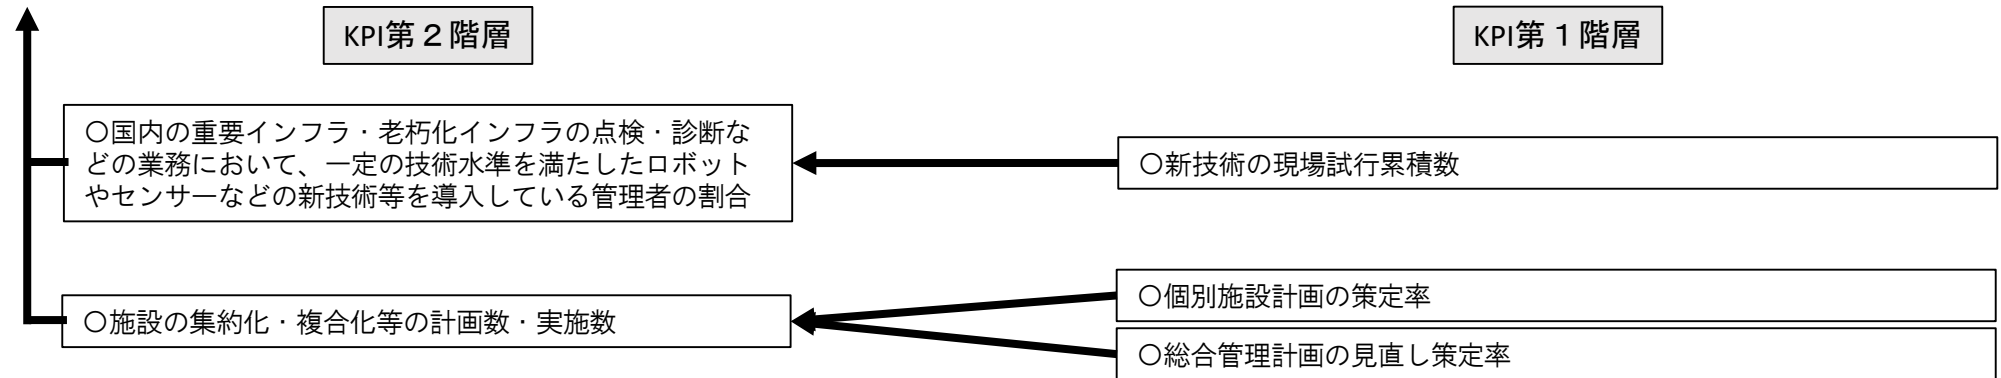 KPI第２階層
KPI第１階層
〇国内の重要インフラ・老朽化インフラの点検・診断な
どの業務において、一定の技術水準を満たしたロボット
やセンサーなどの新技術等を導入している管理者の割合
〇新技術の現場試行累積数
〇施設の集約化・複合化等の計画数・実施数
〇個別施設計画の策定率
〇総合管理計画の見直し策定率